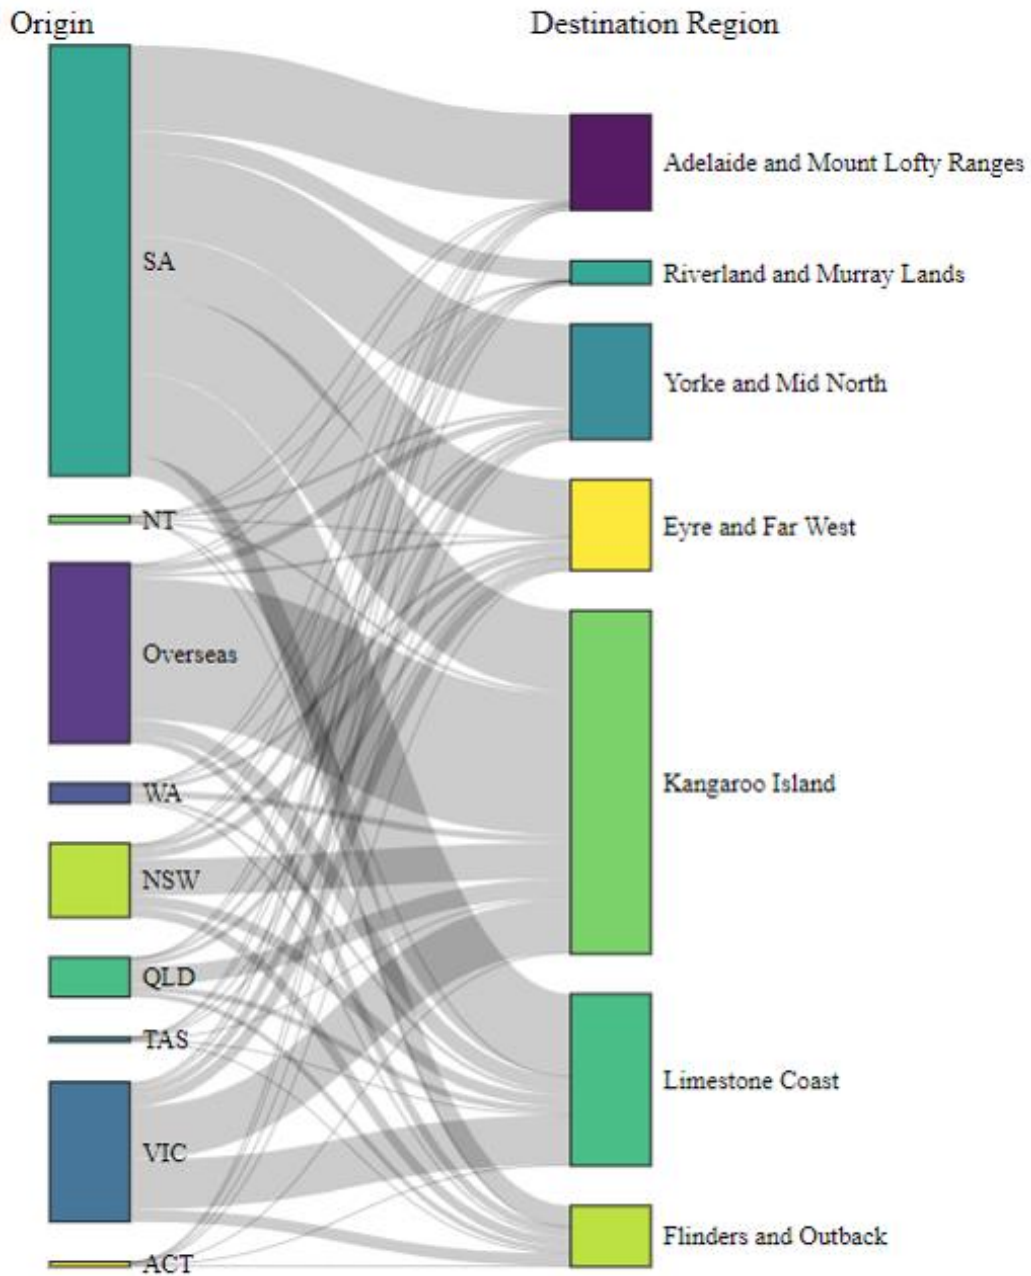 Origin
Destination Region
SA
NT
Overseas
WA
NSW
QLD
TAS
VIC
ACT
Adelaide and Mount Lofty Ranges
Riverland and Murray Lands
Yorke and Mid North
Eyre and Far West
Kangaroo Island
Limestone Coast
Flinders and Outback